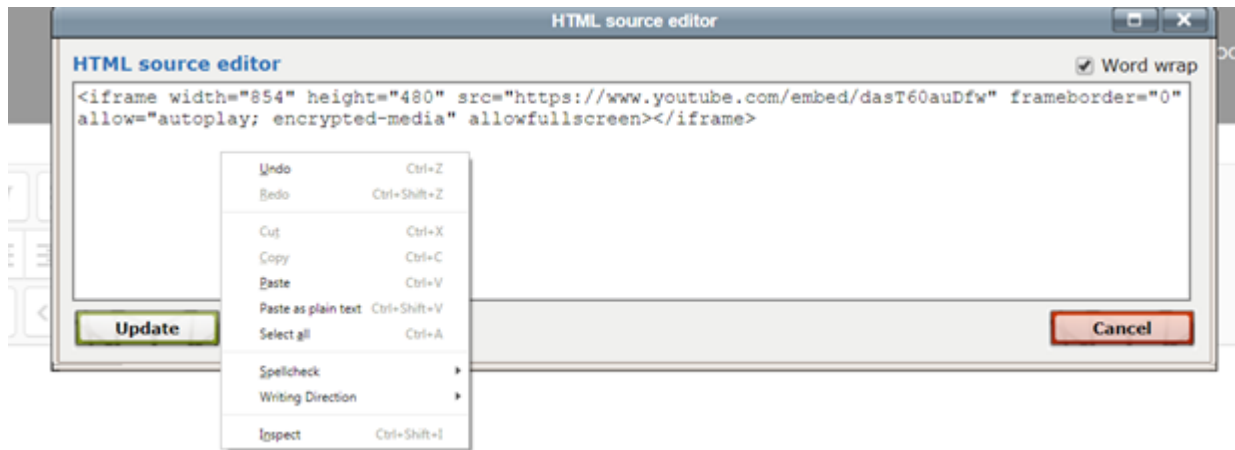 HTML source editor
HTML source editor
Word wrap
<iframe width="854" height="480" src="https://www.youtube.com/embed/dasT60auDfw" frameborder="0"
allow="autoplay; encrypted-media" allowfullscreen></iframe>
Undo Ctrl+Z
Redo Ctrl+Shift+Z
Cut Ctrl+X
Copy Ctrl+C
Paste Ctrl+V
Paste as plain text Ctrl+Shift+V
Select all Ctrl+A
Spellcheck
Writing Direction
Inspect Ctrl+Shift+I
Update
Cancel